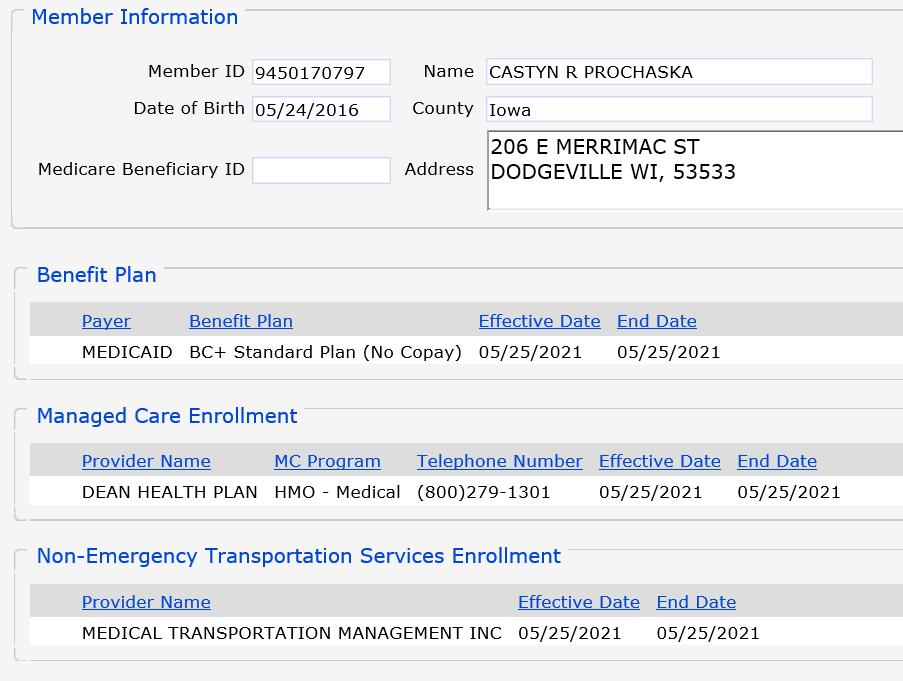 Member Information
Member ID 9450170797 Name CASTYN R PROCHASKA
Date of Birth 05/24/2016 County Iowa
Medicare Beneficiary ID Address 206 E MERRIMAC ST
DODGEVILLE WI, 53533
Benefit Plan
Payer Benefit Plan Effective Date End Date
MEDICAID BC+ Standard Plan (No Copay) 05/25/2021 05/25/2021
Managed Care Enrollment
Provider Name MC Program Telephone Number Effective Date End Date
DEAN HEALTH PLAN HMO - Medical (800)279-1301 05/25/2021 05/25/2021
Non-Emergency Transportation Services Enrollment
Provider Name Effective Date End Date
MEDICAL TRANSPORTATION MANAGEMENT INC 05/25/2021 05/25/2021